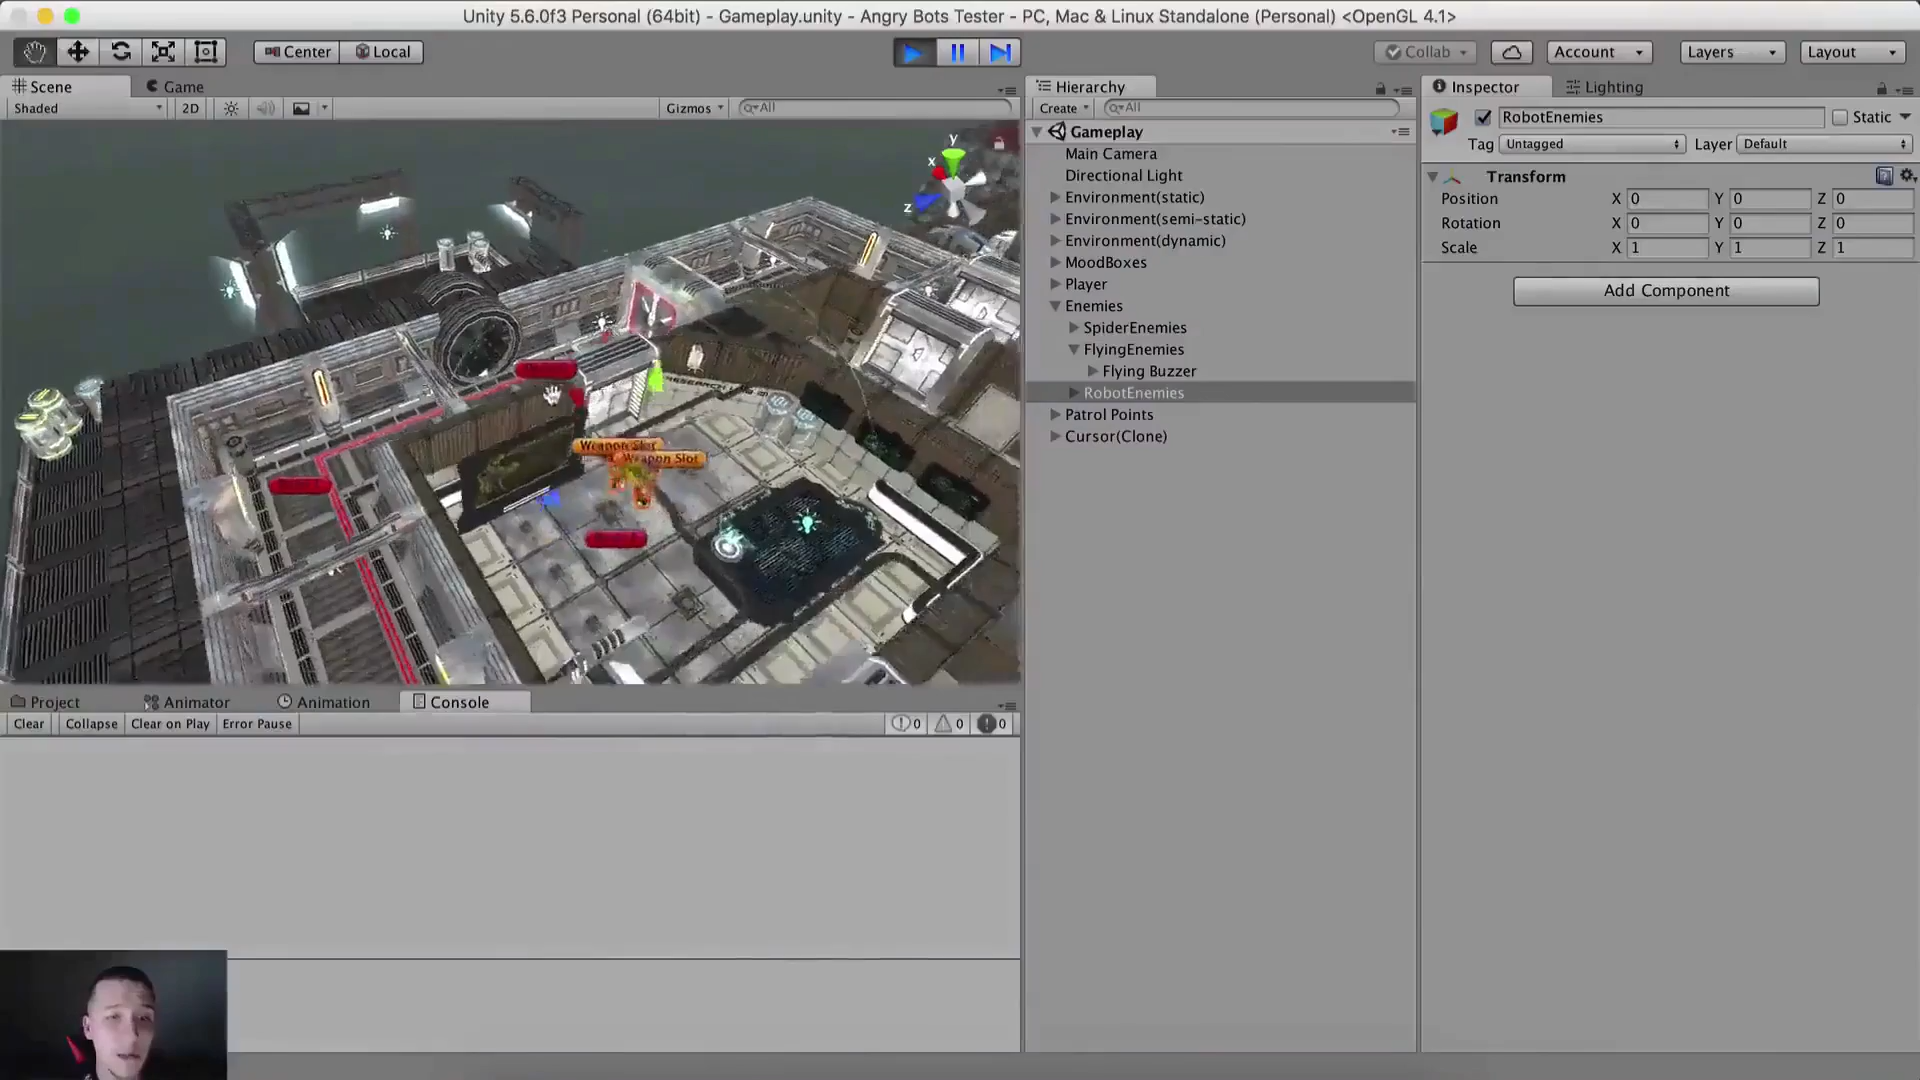 Unity 5.6.0f3 Personal (64bit) - Gameplay.unity - Angry Bots Tester - PC, Mac & Linux Standalone (Personal) <OpenGL 4.1>
Center Local Collab Account Layers Layout
Scene Game
Shaded 2D Gizmos All
y
x
z
Weapon Slot
Weapon Slot
Project Animator Animation Console
Clear Collapse Clear on Play Error Pause 0 0 0
Hierarchy
Create All
Gameplay
Main Camera
Directional Light
Environment(static)
Environment(semi-static)
Environment(dynamic)
MoodBoxes
Player
Enemies
SpiderEnemies
FlyingEnemies
Flying Buzzer
RobotEnemies
Patrol Points
Cursor(Clone)
Inspector Lighting
RobotEnemies Static
Tag Untagged Layer Default
Transform
Position X 0 Y 0 Z 0
Rotation X 0 Y 0 Z 0
Scale X 1 Y 1 Z 1
Add Component